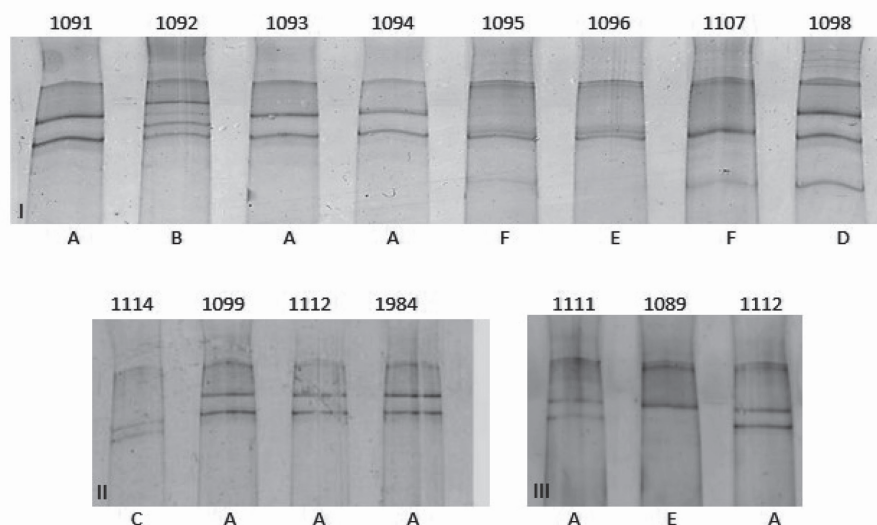 1091 1092 1093 1094 1095 1096 1107 1098
I
A B A A F E F D
1114 1099 1112 1984
II
C A A A
1111 1089 1112
III
A E A